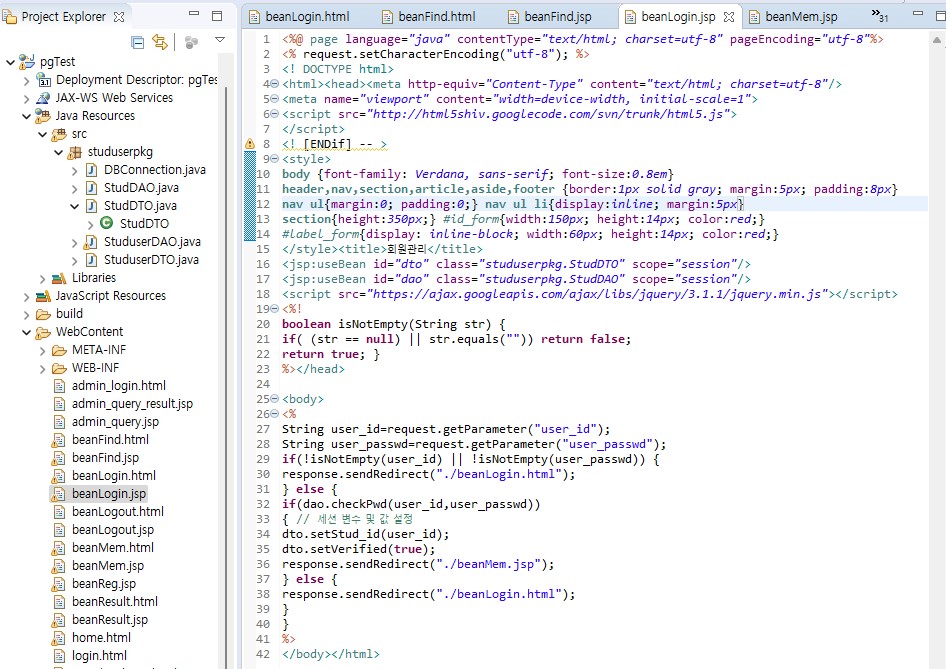 Project Explorer
pgTest
Deployment Descriptor: pgTes
JAX-WS Web Services
Java Resources
src
studuserpkg
DBConnection.java
StudDAO.java
StudDTO.java
StudDTO
StuduserDAO.java
StuduserDTO.java
Libraries
JavaScript Resources
build
WebContent
META-INF
WEB-INF
admin_login.html
admin_query_result.jsp
admin_query.jsp
beanFind.html
beanFind.jsp
beanLogin.html
beanLogin.jsp
beanLogout.html
beanLogout.jsp
beanMem.html
beanMem.jsp
beanReg.jsp
beanResult.html
beanResult.jsp
home.html
login.html
beanLogin.html beanFind.html beanFind.jsp beanLogin.jsp beanMem.jsp »31
1 <%@ page language="java" contentType="text/html; charset=utf-8" pageEncoding="utf-8"%>
2 <% request.setCharacterEncoding("utf-8"); %>
3 <! DOCTYPE html>
4 <html><head><meta http-equiv="Content-Type" content="text/html; charset=utf-8"/>
5 <meta name="viewport" content="width=device-width, initial-scale=1">
6 <script src="http://html5shiv.googlecode.com/svn/trunk/html5.js">
7 </script>
8 <! [ENDif] -- >
9 <style>
10 body {font-family: Verdana, sans-serif; font-size:0.8em}
11 header,nav,section,article,aside,footer {border:1px solid gray; margin:5px; padding:8px}
12 nav ul{margin:0; padding:0;} nav ul li{display:inline; margin:5px}
13 section{height:350px;} #id_form{width:150px; height:14px; color:red;}
14 #label_form{display: inline-block; width:60px; height:14px; color:red;}
15 </style><title>회원관리</title>
16 <jsp:useBean id="dto" class="studuserpkg.StudDTO" scope="session"/>
17 <jsp:useBean id="dao" class="studuserpkg.StudDAO" scope="session"/>
18 <script src="https://ajax.googleapis.com/ajax/libs/jquery/3.1.1/jquery.min.js"></script>
19 <%!
20 boolean isNotEmpty(String str) {
21 if( (str == null) || str.equals("")) return false;
22 return true; }
23 %></head>
24
25 <body>
26 <%
27 String user_id=request.getParameter("user_id");
28 String user_passwd=request.getParameter("user_passwd");
29 if(!isNotEmpty(user_id) || !isNotEmpty(user_passwd)) {
30 response.sendRedirect("./beanLogin.html");
31 } else {
32 if(dao.checkPwd(user_id,user_passwd))
33 { // 세션 변수 및 값 설정
34 dto.setStud_id(user_id);
35 dto.setVerified(true);
36 response.sendRedirect("./beanMem.jsp");
37 } else {
38 response.sendRedirect("./beanLogin.html");
39 }
40 }
41 %>
42 </body></html>